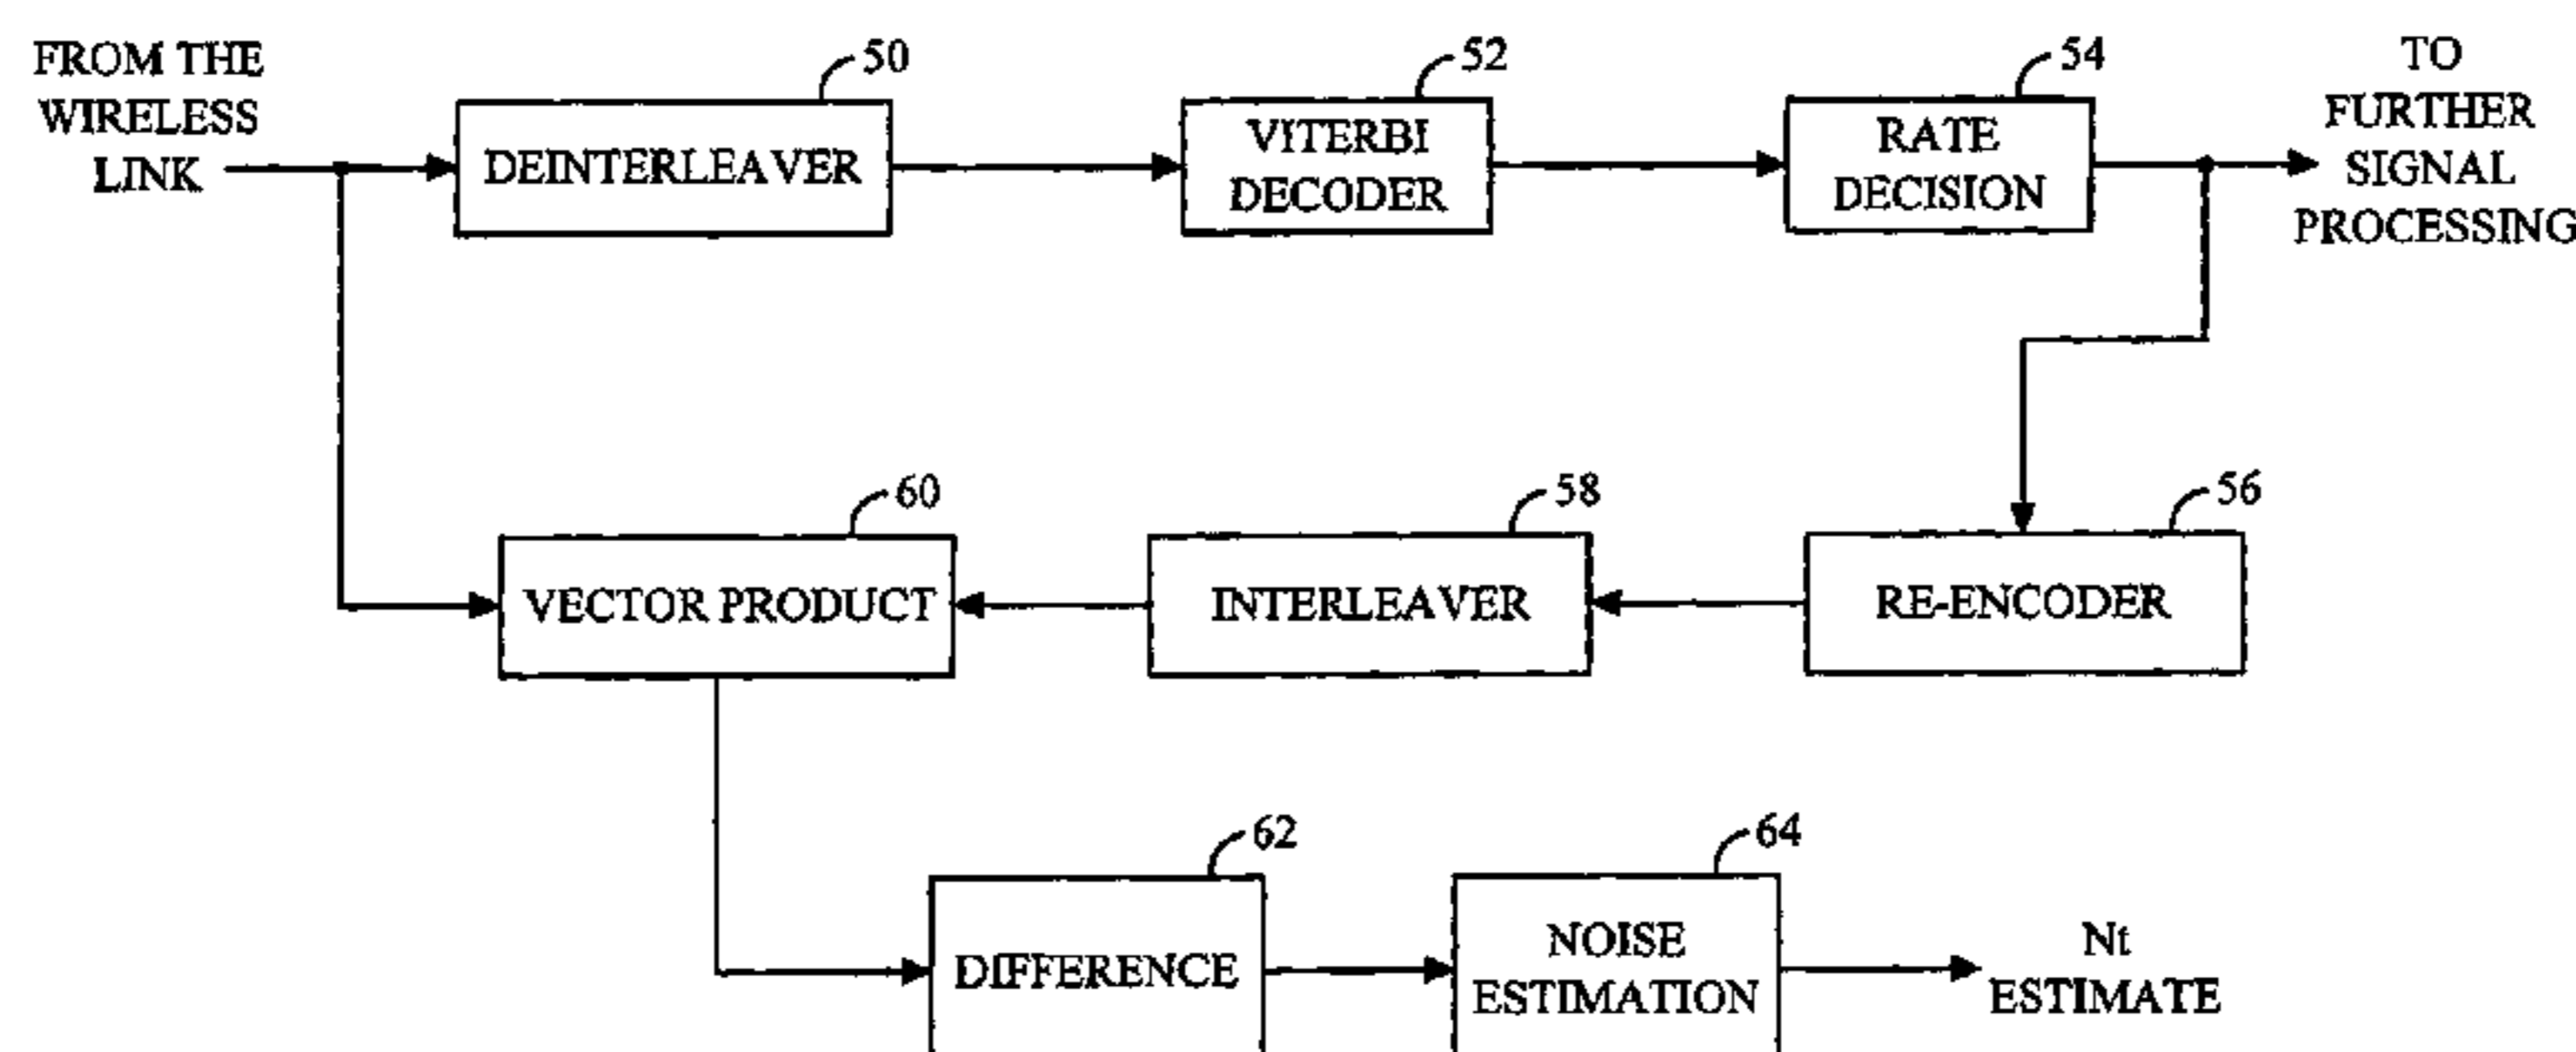 FROM THE
WIRELESS
LINK
50
DEINTERLEAVER
52
VITERBI
DECODER
54
RATE
DECISION
TO
FURTHER
SIGNAL
PROCESSING
60
VECTOR PRODUCT
58
INTERLEAVER
56
RE-ENCODER
62
DIFFERENCE
64
NOISE
ESTIMATION
Nt
ESTIMATE